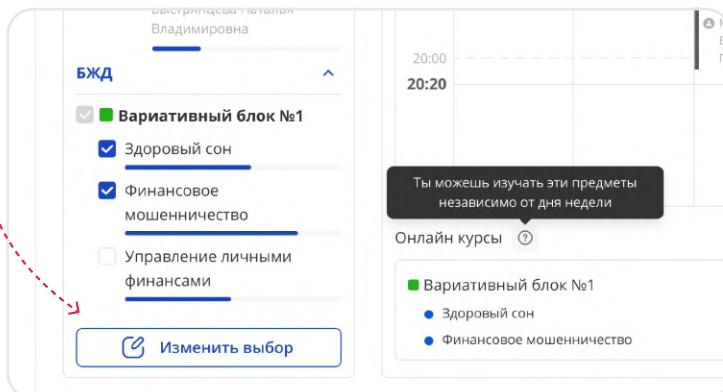 Владимировна
БЖД
Вариативный блок №1
Здоровый сон
Финансовое
мошенничество
Управление личными
финансами
Изменить выбор
20:00
20:20
Ты можешь изучать эти предметы
независимо от дня недели
Онлайн курсы ?
Вариативный блок №1
Здоровый сон
Финансовое мошенничество